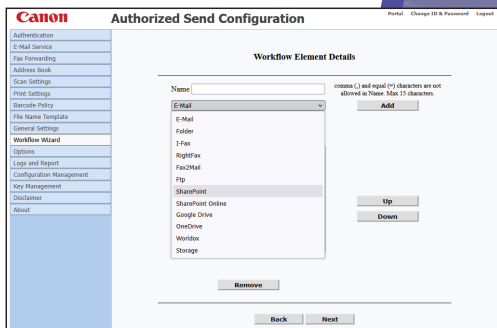 Canon
Authorized Send Configuration
Portal Change ID & Password Logout
Authentication
E-Mail Service
Fax Forwarding
Address Book
Scan Settings
Print Settings
Barcode Policy
File Name Template
General Settings
Workflow Wizard
Options
Logs and Report
Configuration Management
Key Management
Disclaimer
About
Workflow Element Details
Name
comma (,) and equal (=) characters are not
allowed in Name. Max 15 characters.
E-Mail
Add
E-Mail
Folder
I-Fax
RightFax
Fax2Mail
Ftp
SharePoint
SharePoint Online
Google Drive
OneDrive
Worldox
Storage
Up
Down
Remove
Back Next